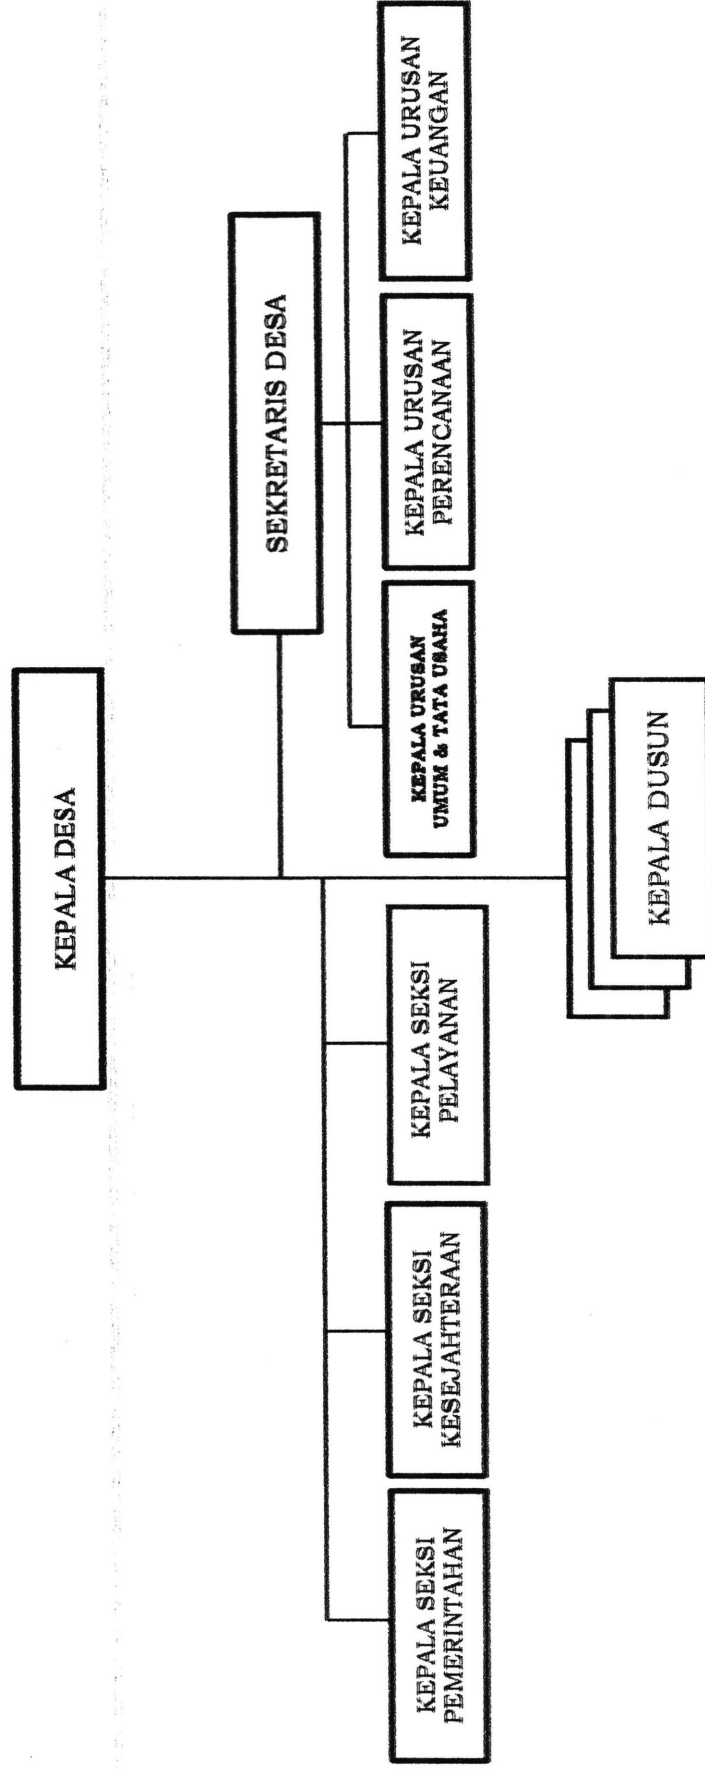 KEPALA DESA
SEKRETARIS DESA
KEPALA SEKSI
PEMERINTAHAN
KEPALA SEKSI
KESEJAHTERAAN
KEPALA SEKSI
PELAYANAN
KEPALA URUSAN
UMUM & TATA USAHA
KEPALA URUSAN
PERENCANAAN
KEPALA URUSAN
KEUANGAN
KEPALA DUSUN